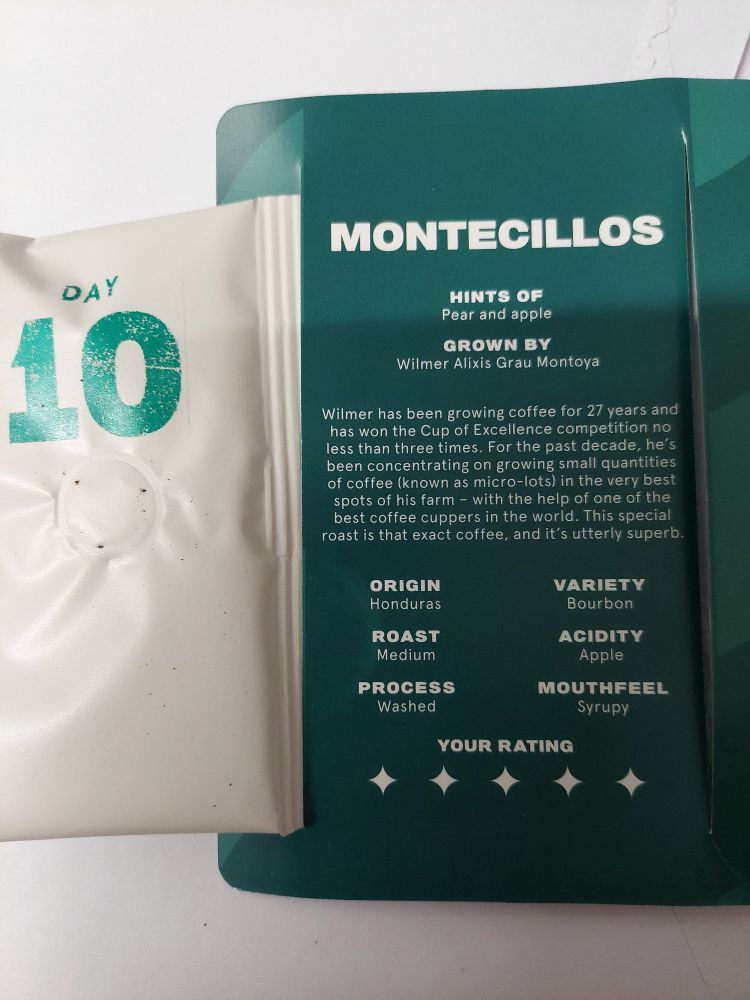 DAY
10
MONTECILLOS
HINTS OF
Pear and apple
GROWN BY
Wilmer Alixis Grau Montoya
Wilmer has been growing coffee for 27 years and
has won the Cup of Excellence competition no
less than three times. For the past decade, he's
been concentrating on growing small quantities
of coffee (known as micro-lots) in the very best
spots of his farm – with the help of one of the
best coffee cuppers in the world. This special
roast is that exact coffee, and it's utterly superb.
ORIGIN
Honduras
VARIETY
Bourbon
ROAST
Medium
ACIDITY
Apple
PROCESS
Washed
MOUTHFEEL
Syrupy
YOUR RATING